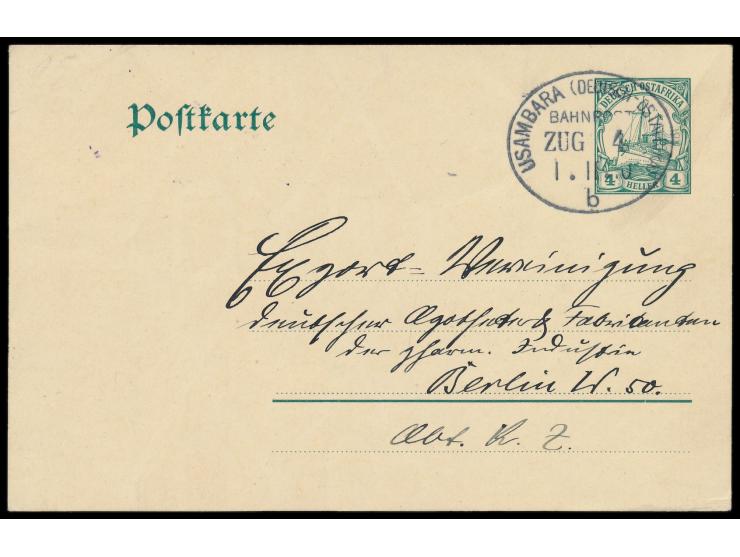 Postkarte
USAMBARA (DEUTSCH-OSTAFRIKA)
BAHNPOST
ZUG 4
b
DEUTSCH OSTAFRIKA
4 HELLER 4
Export-Vereinigung
deutscher Apotheker & Fabrikanten
der pharm. Industrie
Berlin W. 50.
Abt. K. Z.